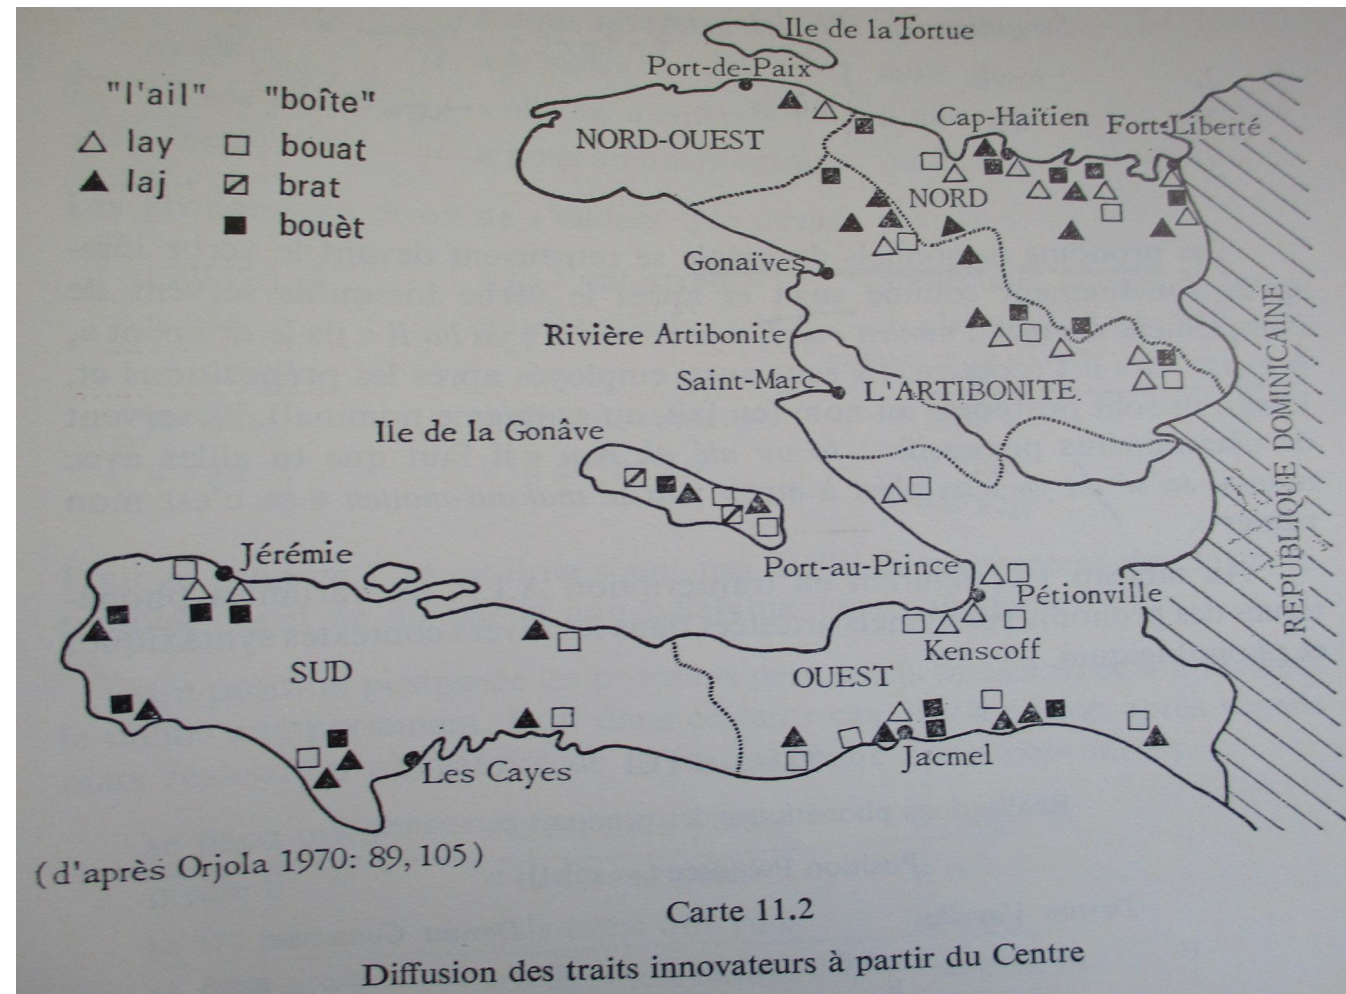 Ile de la Tortue
Port-de-Paix
"l'ail" "boîte"
lay bouat
laj brat
bouèt
NORD-OUEST
Cap-Haïtien
Fort-Liberté
NORD
Gonaïves
Rivière Artibonite
Saint-Marc
L'ARTIBONITE
REPUBLIQUE DOMINICAINE
Ile de la Gonâve
Jérémie
Port-au-Prince
Pétionville
Kenscoff
SUD
OUEST
Jacmel
Les Cayes
(d'après Orjola 1970: 89, 105)
Carte 11.2
Diffusion des traits innovateurs à partir du Centre